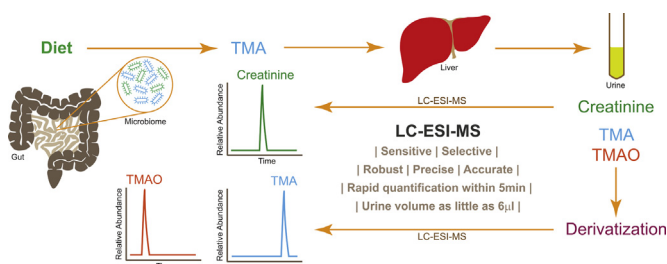 Diet
TMA
Liver
Urine
Microbiome
Gut
Creatinine
Relative Abundance
Time
LC-ESI-MS
Creatinine
LC-ESI-MS
| Sensitive | Selective |
| Robust | Precise | Accurate |
| Rapid quantification within 5min |
| Urine volume as little as 6µl |
TMA
TMAO
TMAO
Relative Abundance
TMA
Relative Abundance
LC-ESI-MS
Derivatization